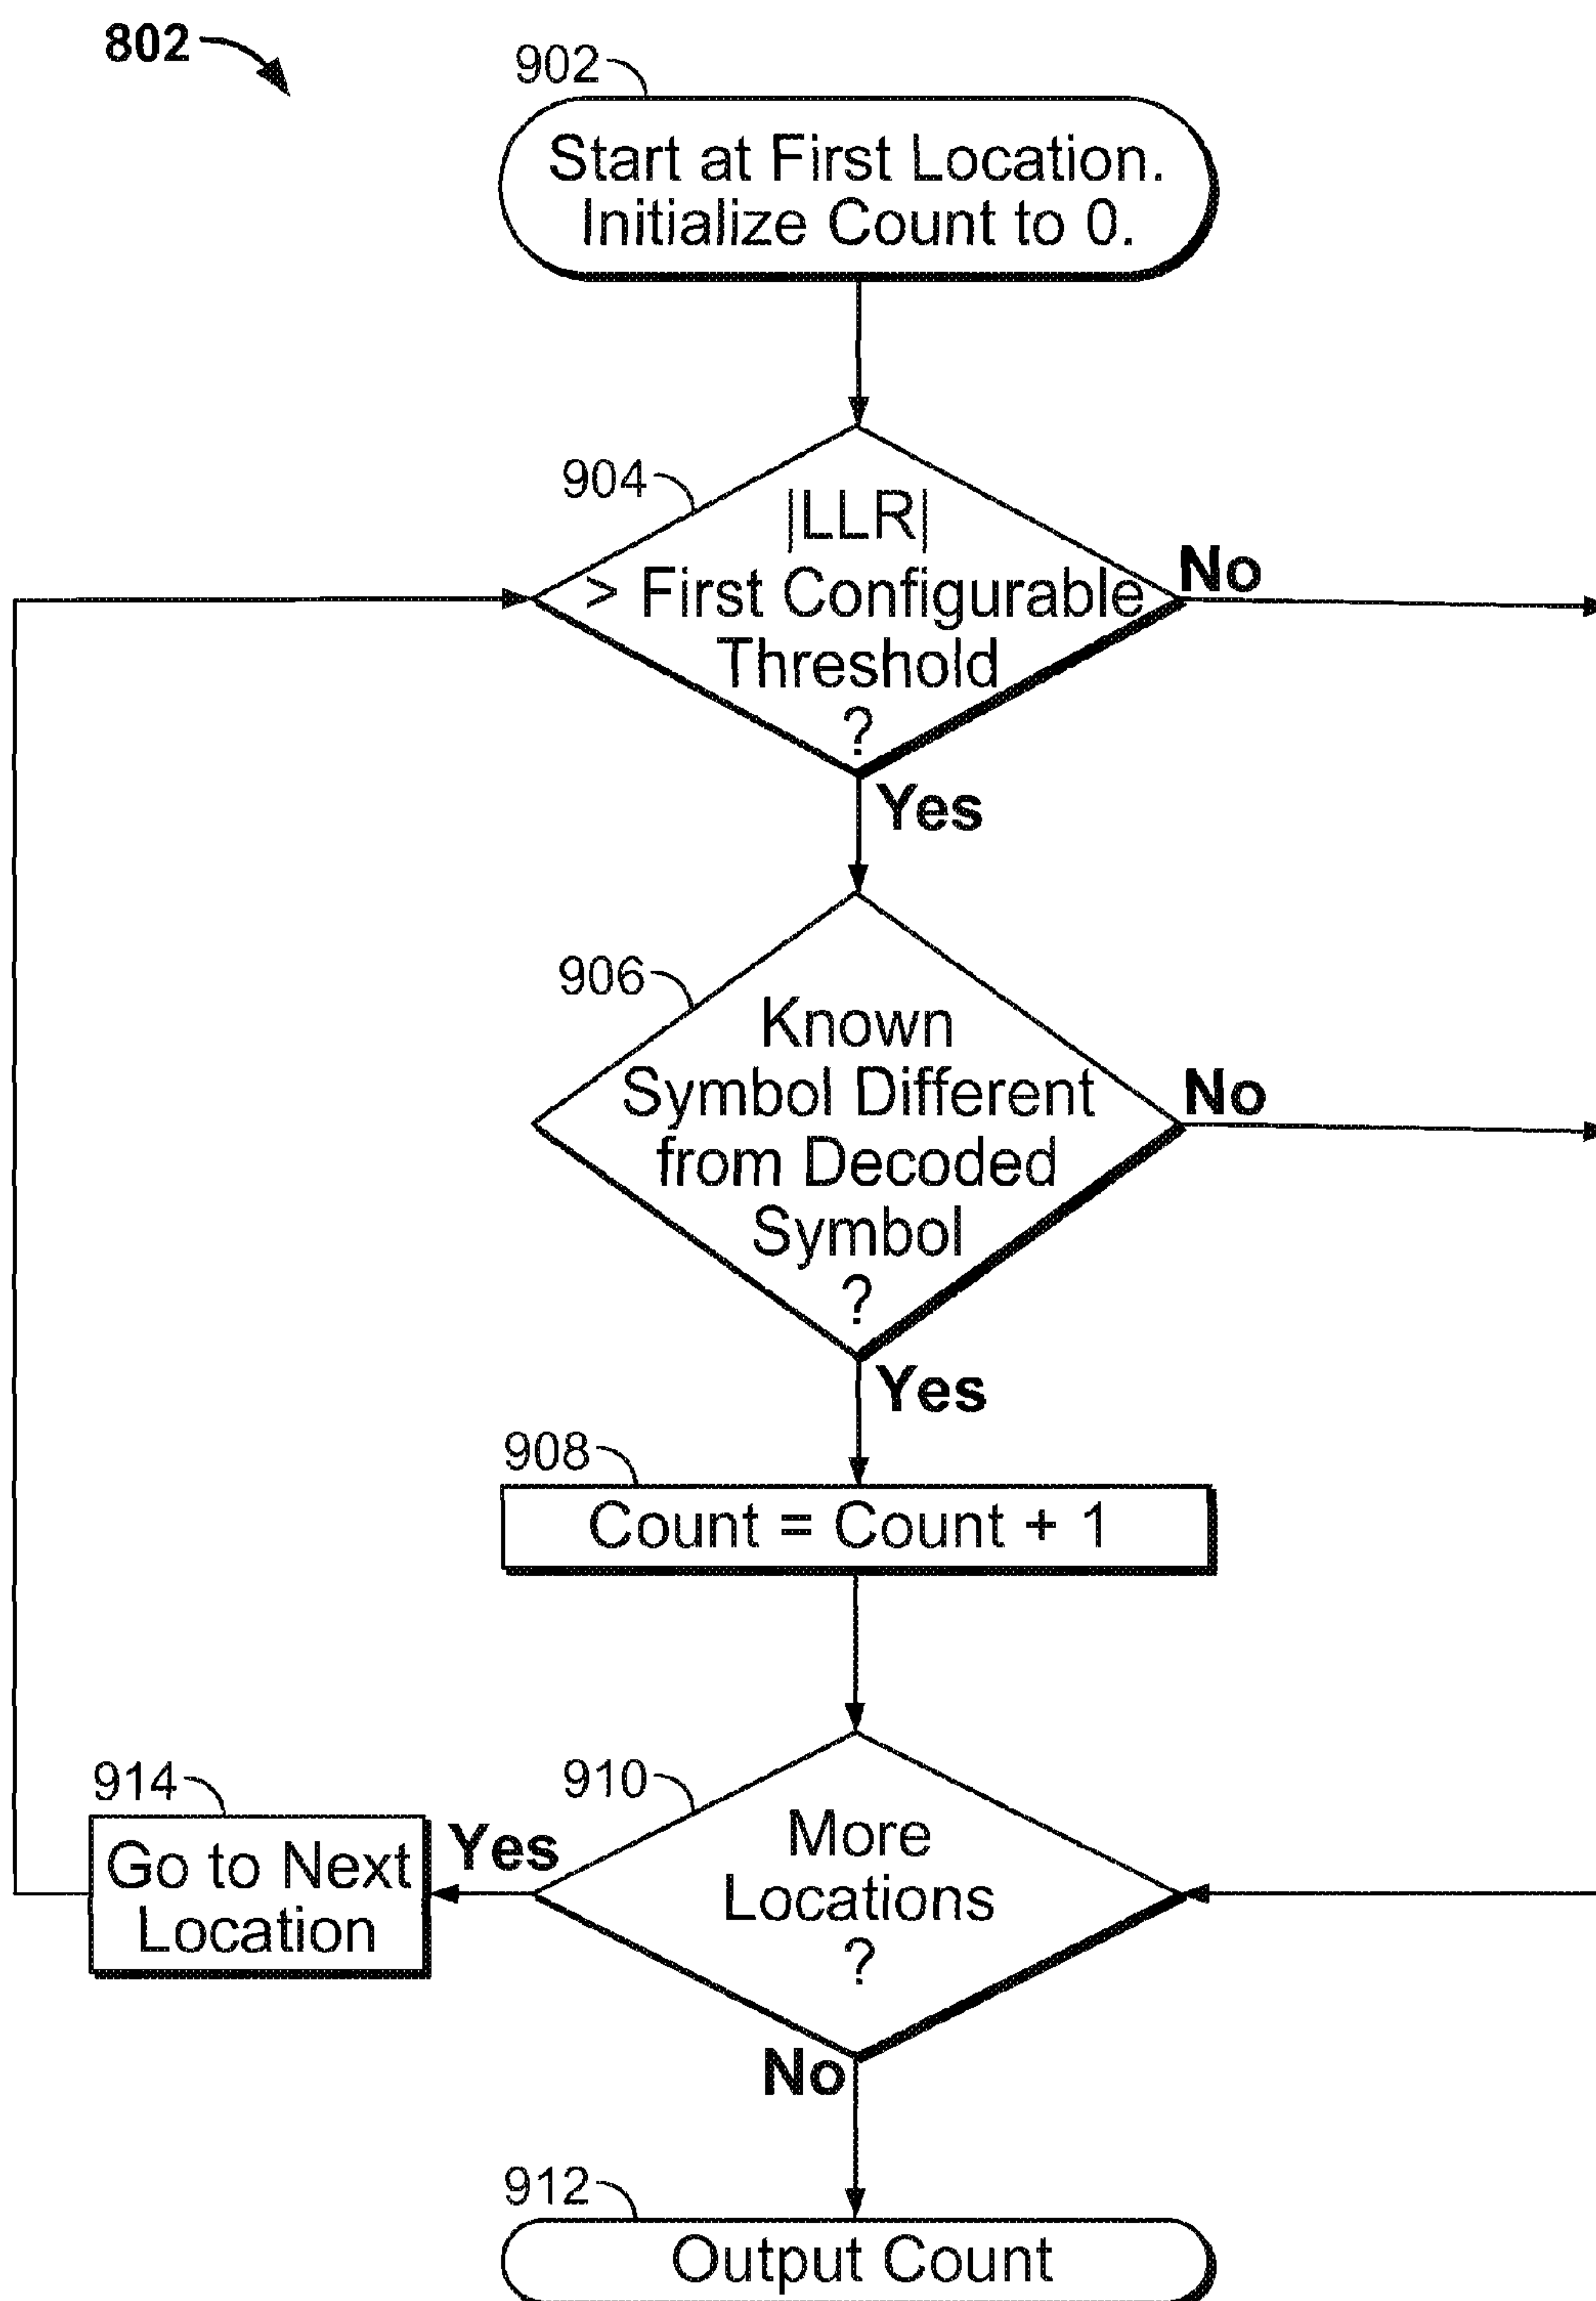 802
902
Start at First Location.
Initialize Count to 0.
904
|LLR|
> First Configurable
Threshold
?
No
Yes
906
Known
Symbol Different
from Decoded
Symbol
?
No
Yes
908
Count = Count + 1
910
More
Locations
?
Yes
914
Go to Next
Location
No
912
Output Count